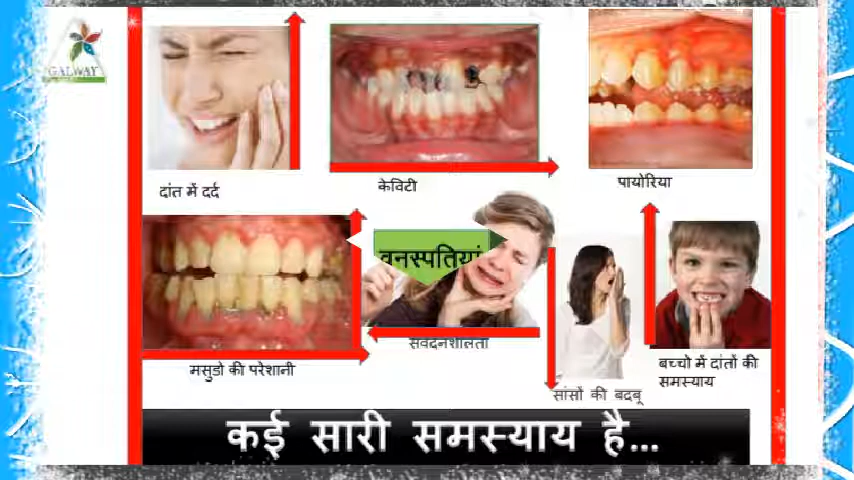 GALWAY
दांत में दर्द
केविटी
पायोरिया
वनस्पतियां
मसुडो की परेशानी
संवेदनशीलता
सांसों की बदबू
बच्चो में दांतों की
समस्याय
कई सारी समस्याय है...